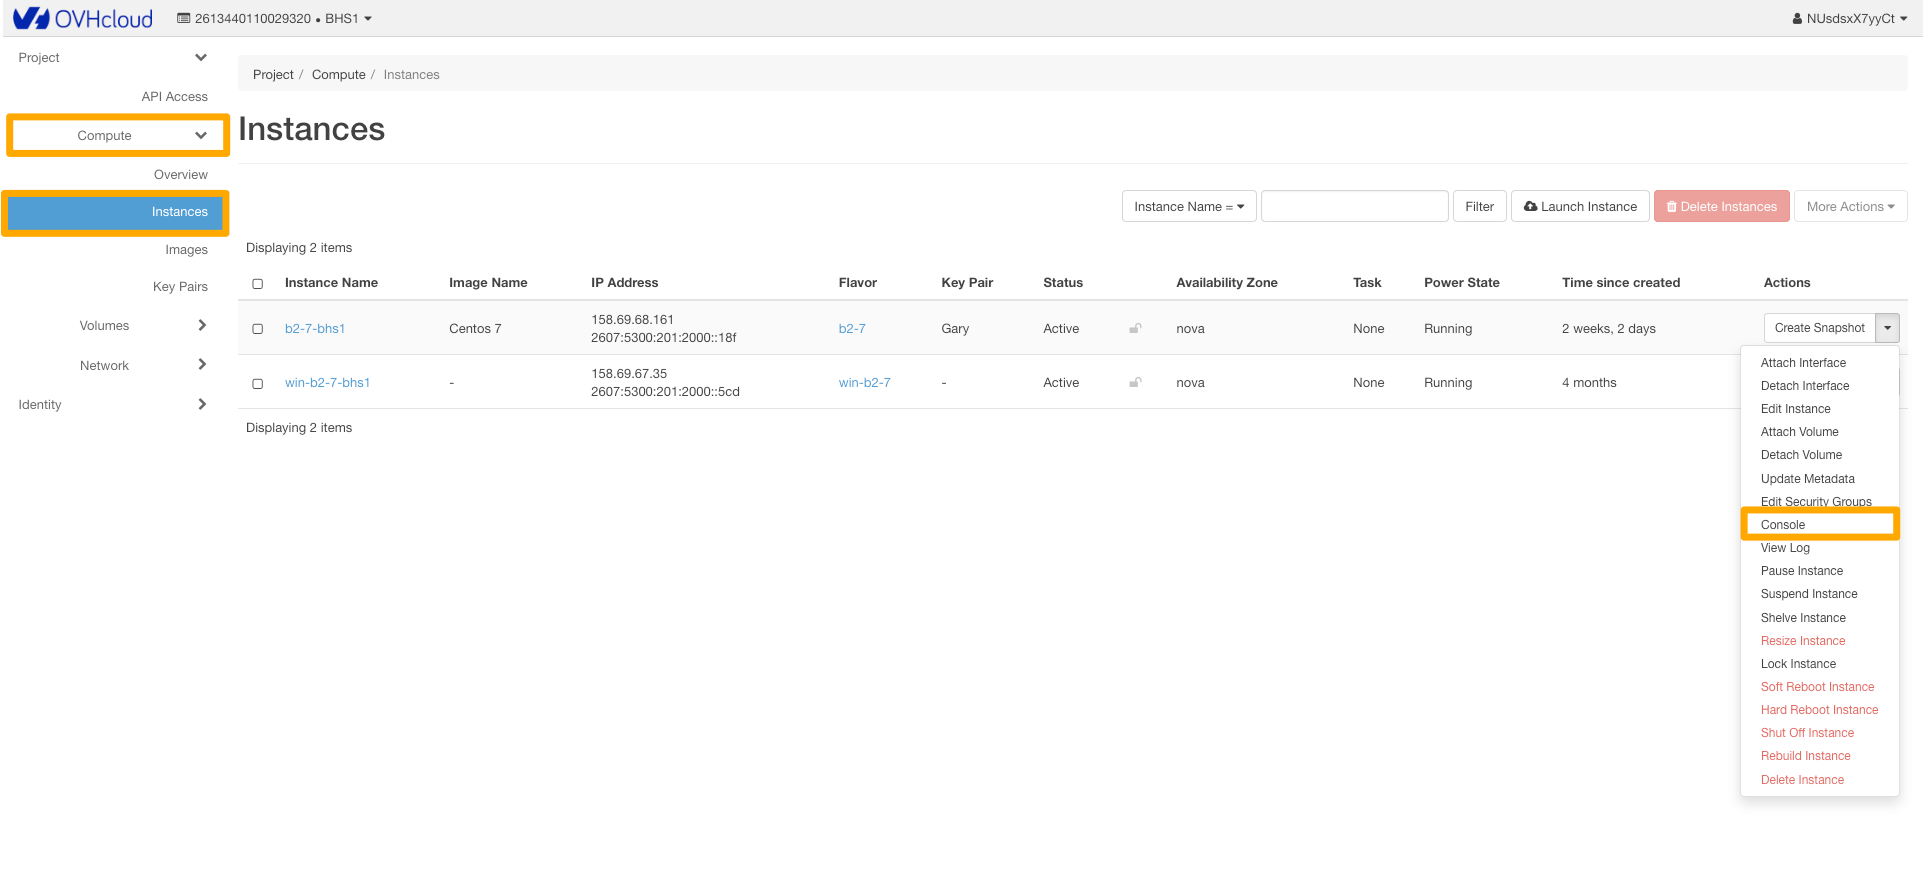 OVHcloud 2613440110029320 • BHS1 NUsdsxX7yyCt
Project
API Access
Compute
Overview
Instances
Images
Key Pairs
Volumes
Network
Identity
Project / Compute / Instances
Instances
Instance Name = Filter Launch Instance Delete Instances More Actions
Displaying 2 items
Instance Name Image Name IP Address Flavor Key Pair Status Availability Zone Task Power State Time since created Actions
b2-7-bhs1 Centos 7 158.69.68.161 b2-7 Gary Active nova None Running 2 weeks, 2 days Create Snapshot
2607:5300:201:2000::18f
win-b2-7-bhs1 - 158.69.67.35 win-b2-7 - Active nova None Running 4 months
2607:5300:201:2000::5cd
Displaying 2 items
Attach Interface
Detach Interface
Edit Instance
Attach Volume
Detach Volume
Update Metadata
Edit Security Groups
Console
View Log
Pause Instance
Suspend Instance
Shelve Instance
Resize Instance
Lock Instance
Soft Reboot Instance
Hard Reboot Instance
Shut Off Instance
Rebuild Instance
Delete Instance